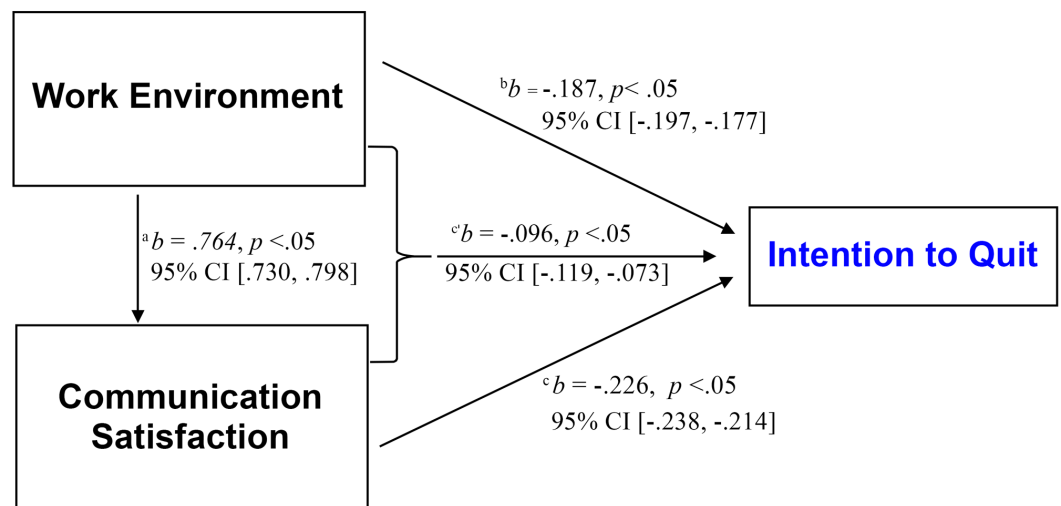 Work Environment
ᵇb = -.187, p< .05
95% CI [-.197, -.177]
ᵃb = .764, p <.05
95% CI [.730, .798]
ᶜ'b = -.096, p <.05
95% CI [-.119, -.073]
Intention to Quit
Communication
Satisfaction
ᶜb = -.226, p <.05
95% CI [-.238, -.214]